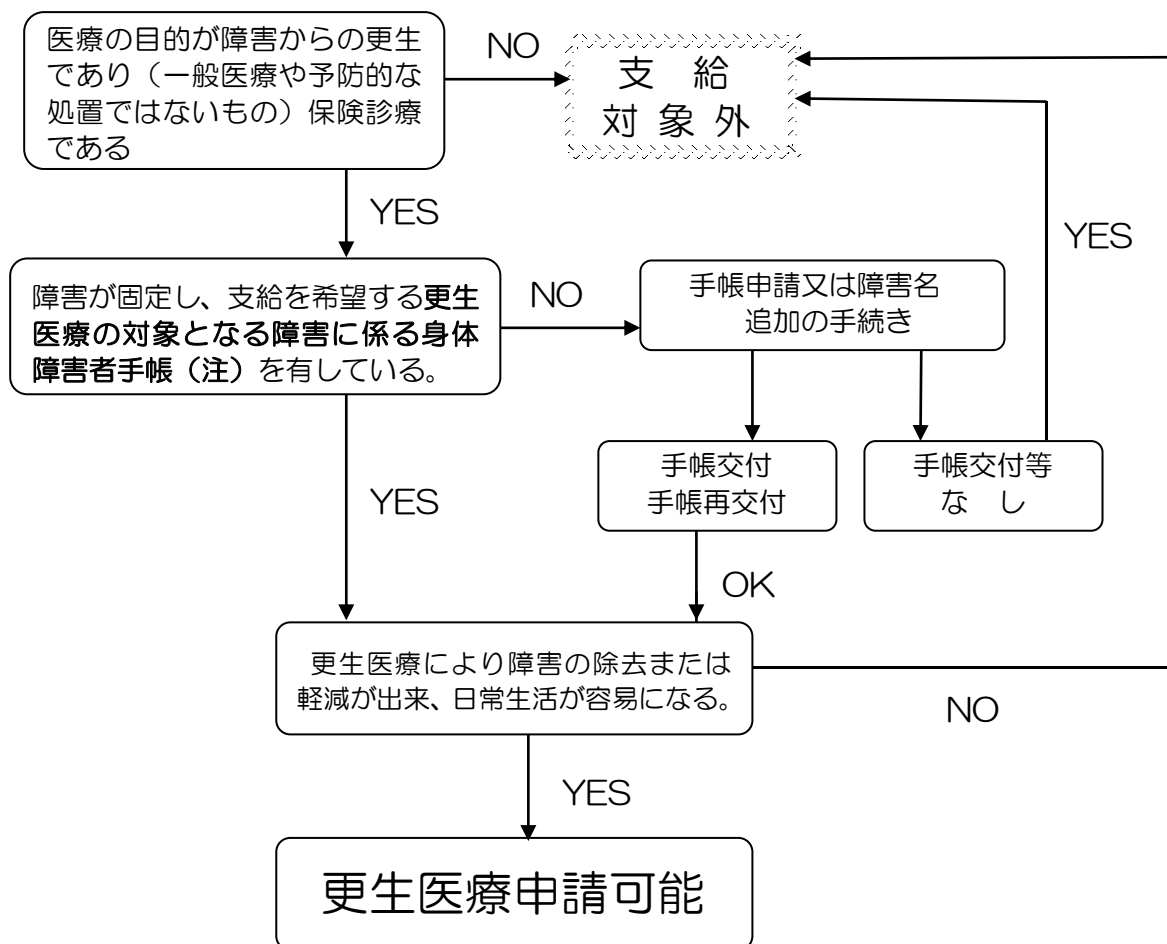 医療の目的が障害からの更生
であり（一般医療や予防的な
処置ではないもの）保険診療
である
NO
支　給
対 象 外
YES
YES
障害が固定し、支給を希望する更生
医療の対象となる障害に係る身体
障害者手帳（注）を有している。
NO
手帳申請又は障害名
追加の手続き
手帳交付
手帳再交付
手帳交付等
な　し
YES
OK
更生医療により障害の除去または
軽減が出来、日常生活が容易になる。
NO
YES
更生医療申請可能